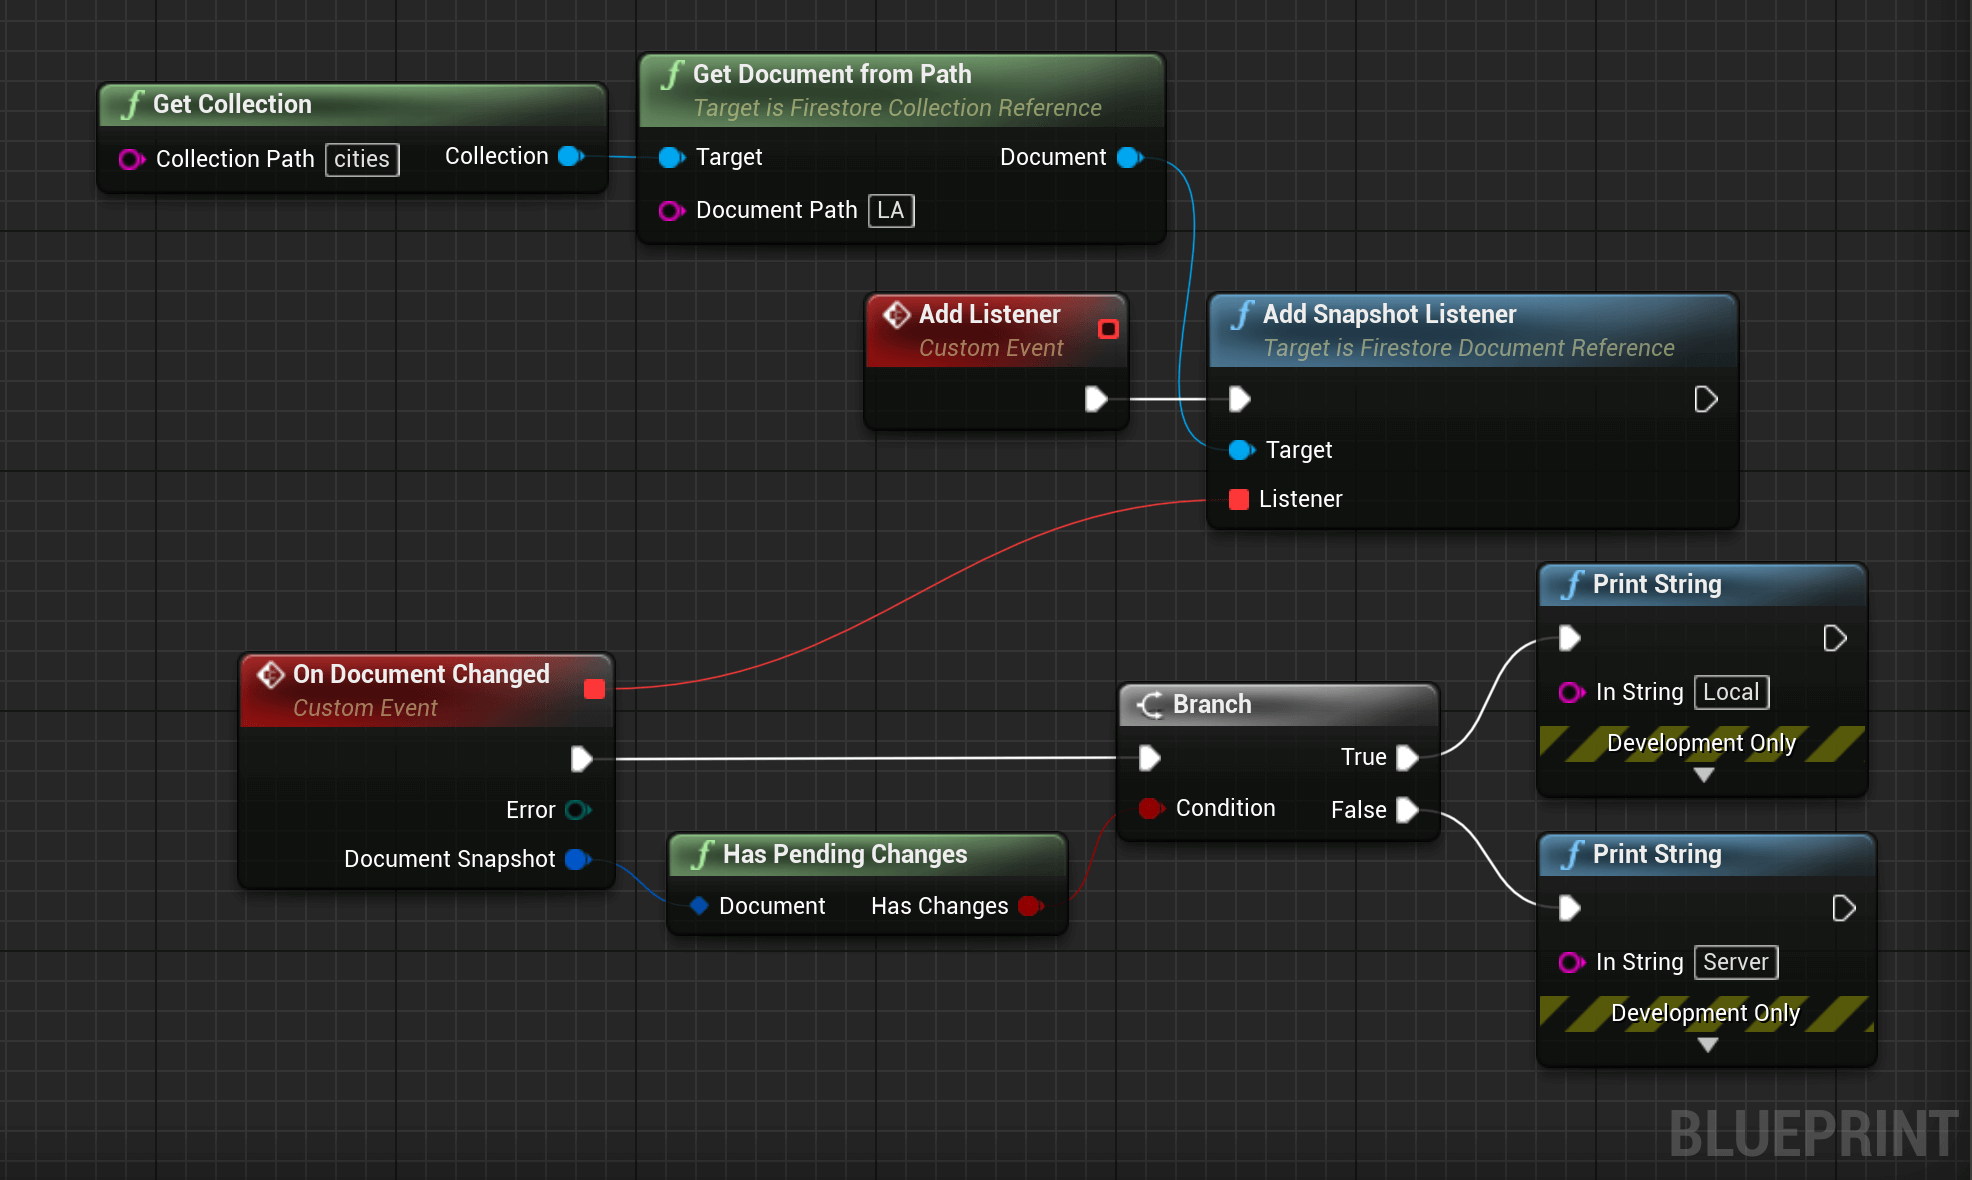 Get Collection
Collection Path cities Collection
Get Document from Path
Target is Firestore Collection Reference
Target Document
Document Path LA
Add Listener
Custom Event
Add Snapshot Listener
Target is Firestore Document Reference
Target
Listener
On Document Changed
Custom Event
Error
Document Snapshot
Has Pending Changes
Document Has Changes
Branch
True
Condition False
Print String
In String Local
Development Only
Print String
In String Server
Development Only
BLUEPRINT